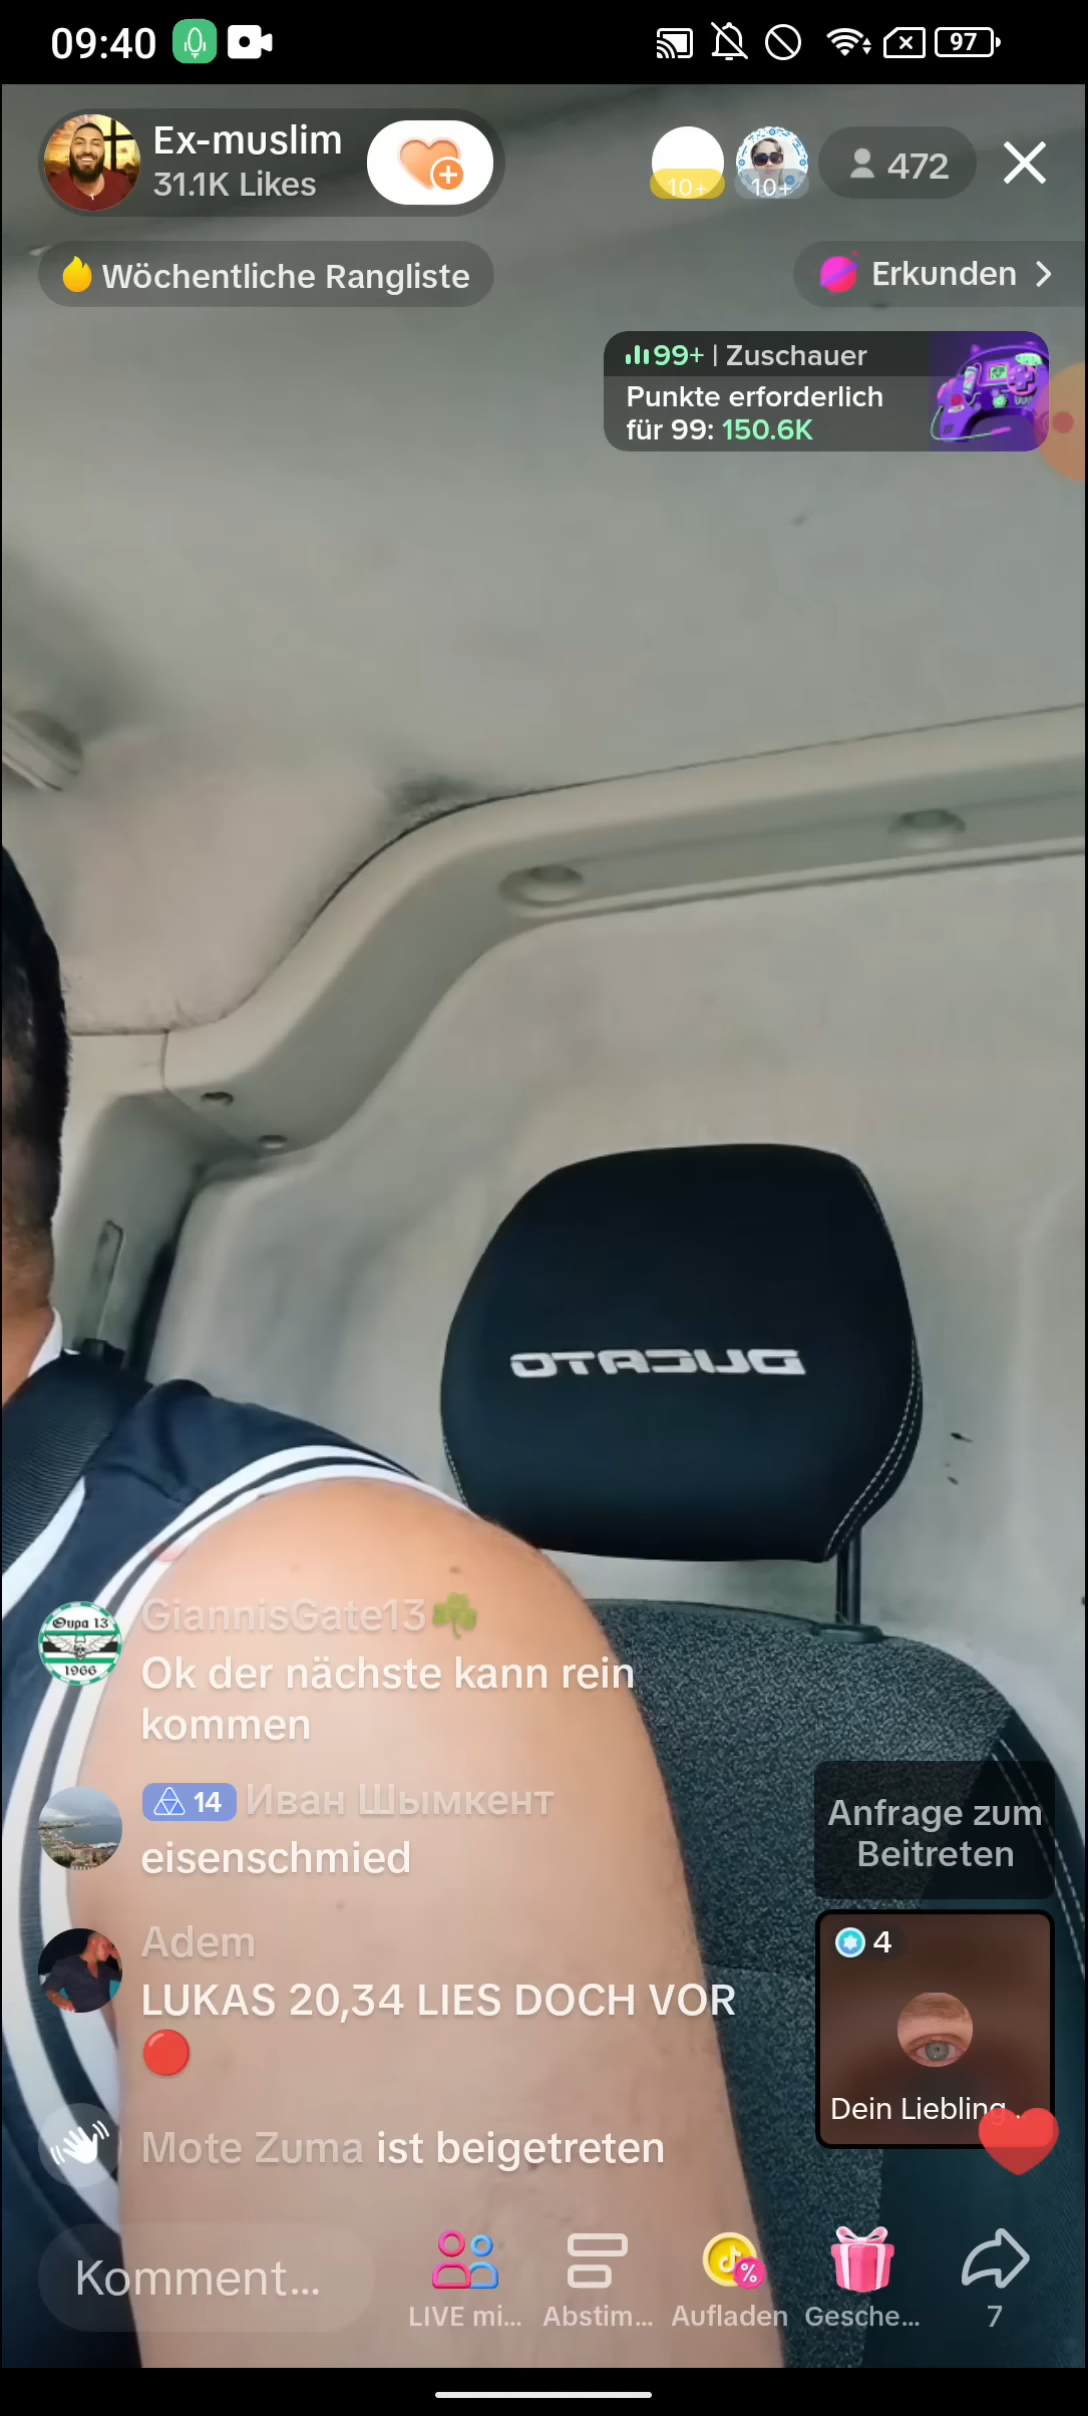 09:40
97
Ex-muslim
31.1K Likes
10+
10+
472
Wöchentliche Rangliste
Erkunden
99+ | Zuschauer
Punkte erforderlich
für 99: 150.6K
DUCATO
GiannisGate13
Θυρα 13
1966
Ok der nächste kann rein
kommen
14 Иван Шымкент
eisenschmied
Anfrage zum
Beitreten
Adem
LUKAS 20,34 LIES DOCH VOR
4
Dein Liebling ..
Mote Zuma ist beigetreten
Komment...
LIVE mi...
Abstim...
Aufladen
Gesche...
7